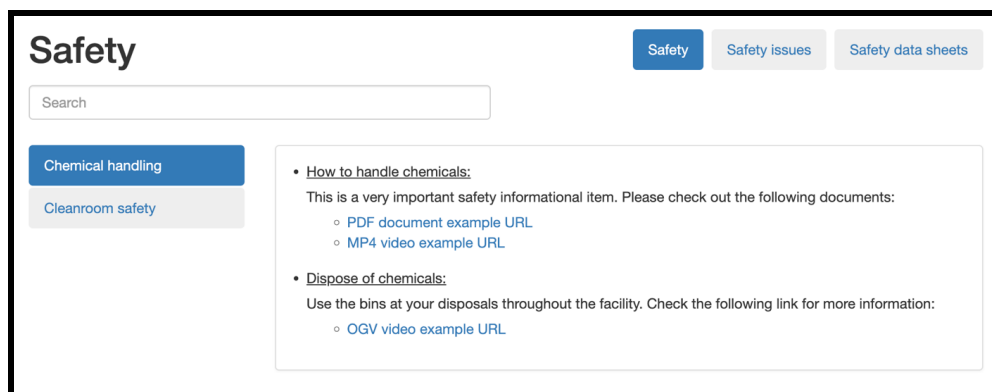 Safety
Safety
Safety issues
Safety data sheets
Search
Chemical handling
Cleanroom safety
• How to handle chemicals:
This is a very important safety informational item. Please check out the following documents:
◦ PDF document example URL
◦ MP4 video example URL
• Dispose of chemicals:
Use the bins at your disposals throughout the facility. Check the following link for more information:
◦ OGV video example URL